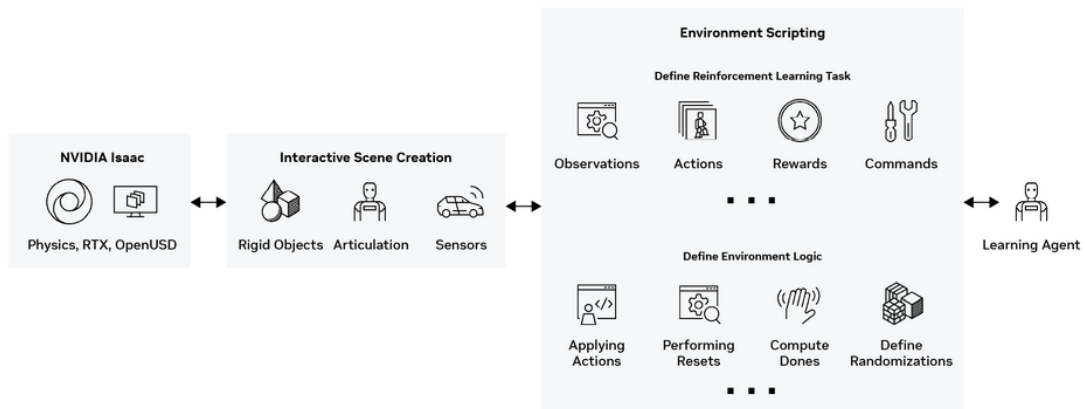 NVIDIA Isaac
Physics, RTX, OpenUSD
Interactive Scene Creation
Rigid Objects
Articulation
Sensors
Environment Scripting
Define Reinforcement Learning Task
Observations
Actions
Rewards
Commands
Define Environment Logic
Applying
Actions
Performing
Resets
Compute
Dones
Define
Randomizations
Learning Agent